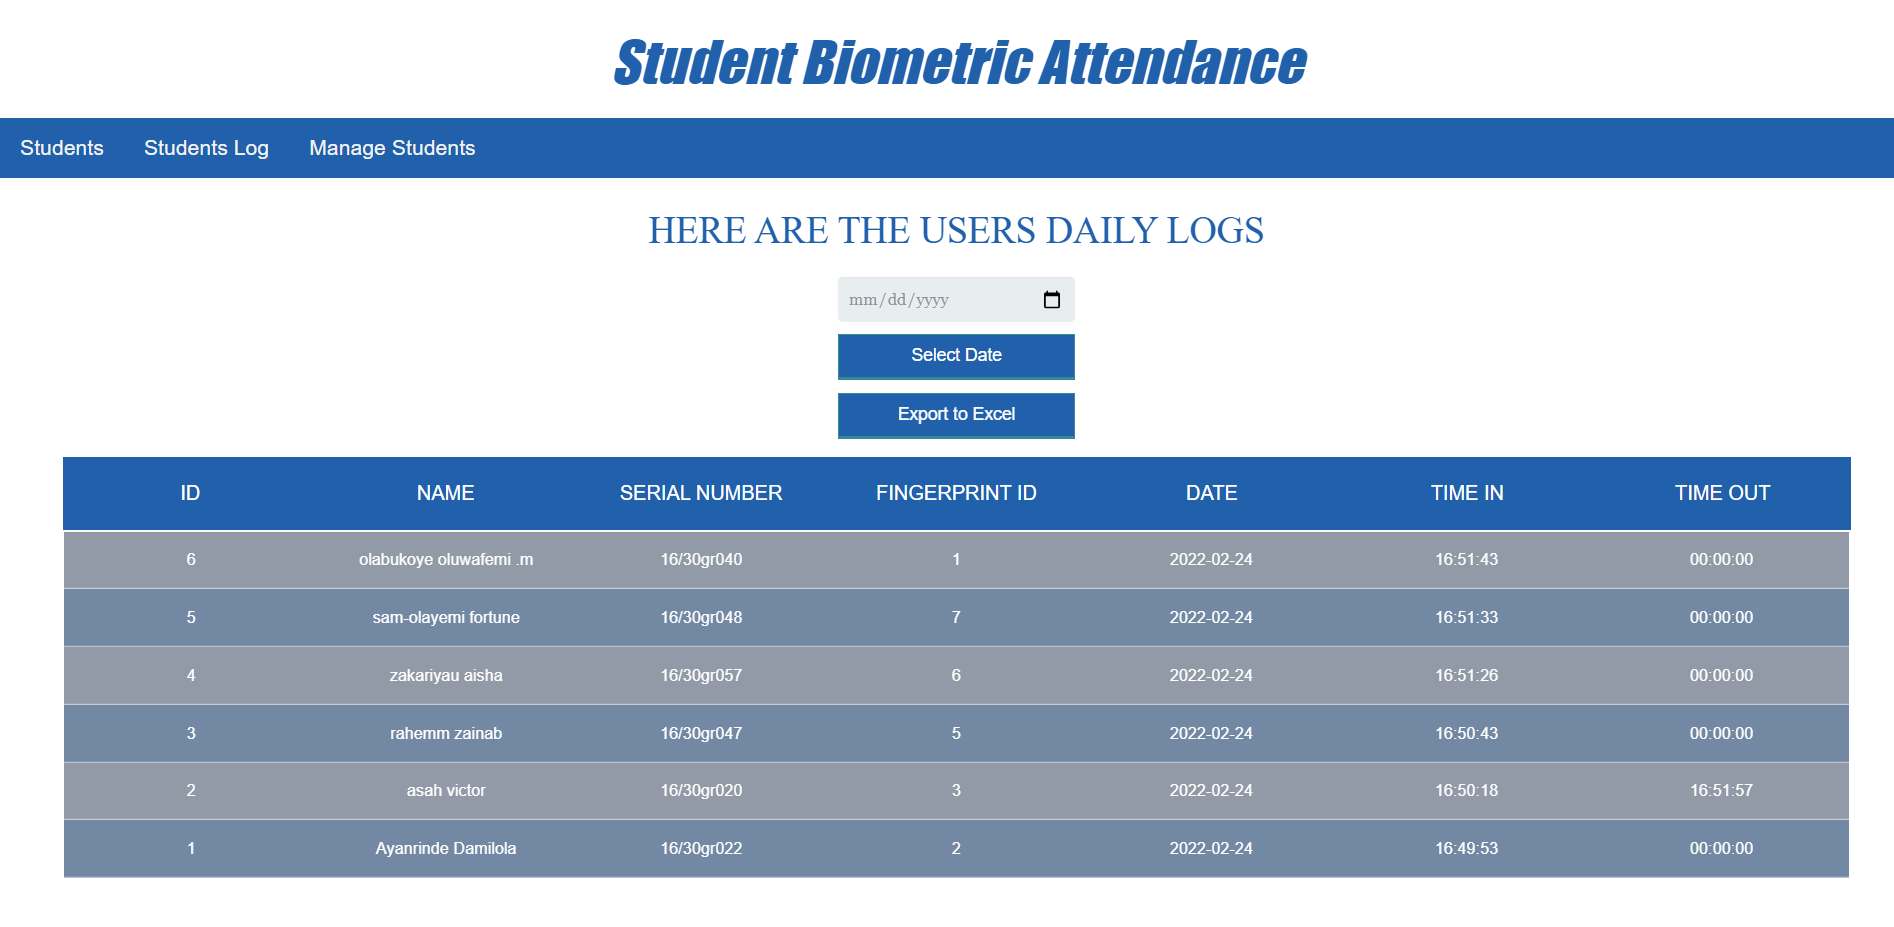 Student Biometric Attendance
Students Students Log Manage Students
HERE ARE THE USERS DAILY LOGS
mm/dd/yyyy
Select Date
Export to Excel
ID NAME SERIAL NUMBER FINGERPRINT ID DATE TIME IN TIME OUT
6 olabukoye oluwafemi .m 16/30gr040 1 2022-02-24 16:51:43 00:00:00
5 sam-olayemi fortune 16/30gr048 7 2022-02-24 16:51:33 00:00:00
4 zakariyau aisha 16/30gr057 6 2022-02-24 16:51:26 00:00:00
3 rahemm zainab 16/30gr047 5 2022-02-24 16:50:43 00:00:00
2 asah victor 16/30gr020 3 2022-02-24 16:50:18 16:51:57
1 Ayanrinde Damilola 16/30gr022 2 2022-02-24 16:49:53 00:00:00